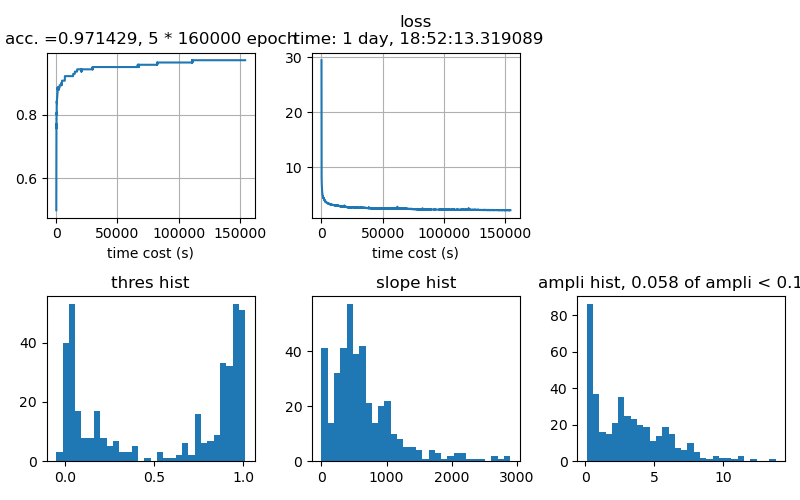 acc. =0.971429, 5 * 160000 epoch
loss
time: 1 day, 18:52:13.319089
0.8
0.6
0 50000 100000 150000
time cost (s)
30
20
10
0 50000 100000 150000
time cost (s)
thres hist
40
20
0
0.0 0.5 1.0
slope hist
40
20
0
0 1000 2000 3000
ampli hist, 0.058 of ampli < 0.1
80
60
40
20
0
0 5 10